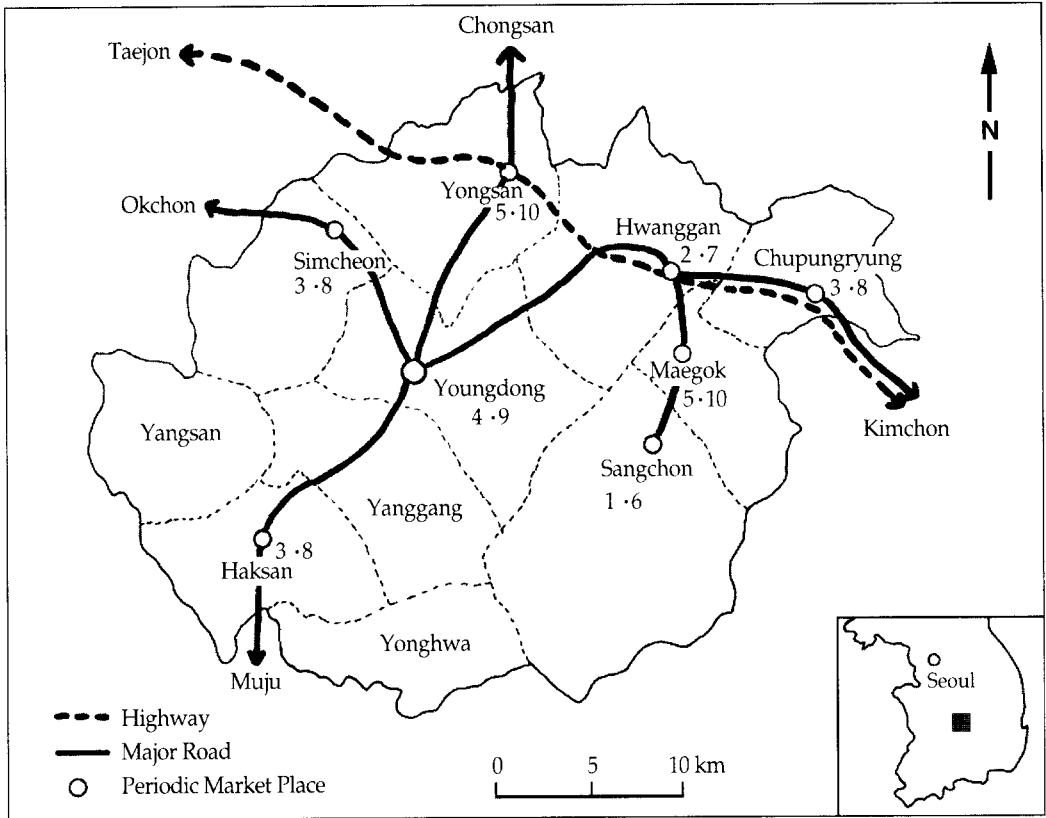 Chongsan
Taejon
N
Okchon
Yongsan
5·10
Simcheon
3·8
Hwanggan
2·7
Chupungryung
3·8
Youngdong
4·9
Maegok
5·10
Kimchon
Yangsan
Sangchon
1·6
Yanggang
3·8
Haksan
Yonghwa
Muju
Seoul
Highway
Major Road
Periodic Market Place
0 5 10 km